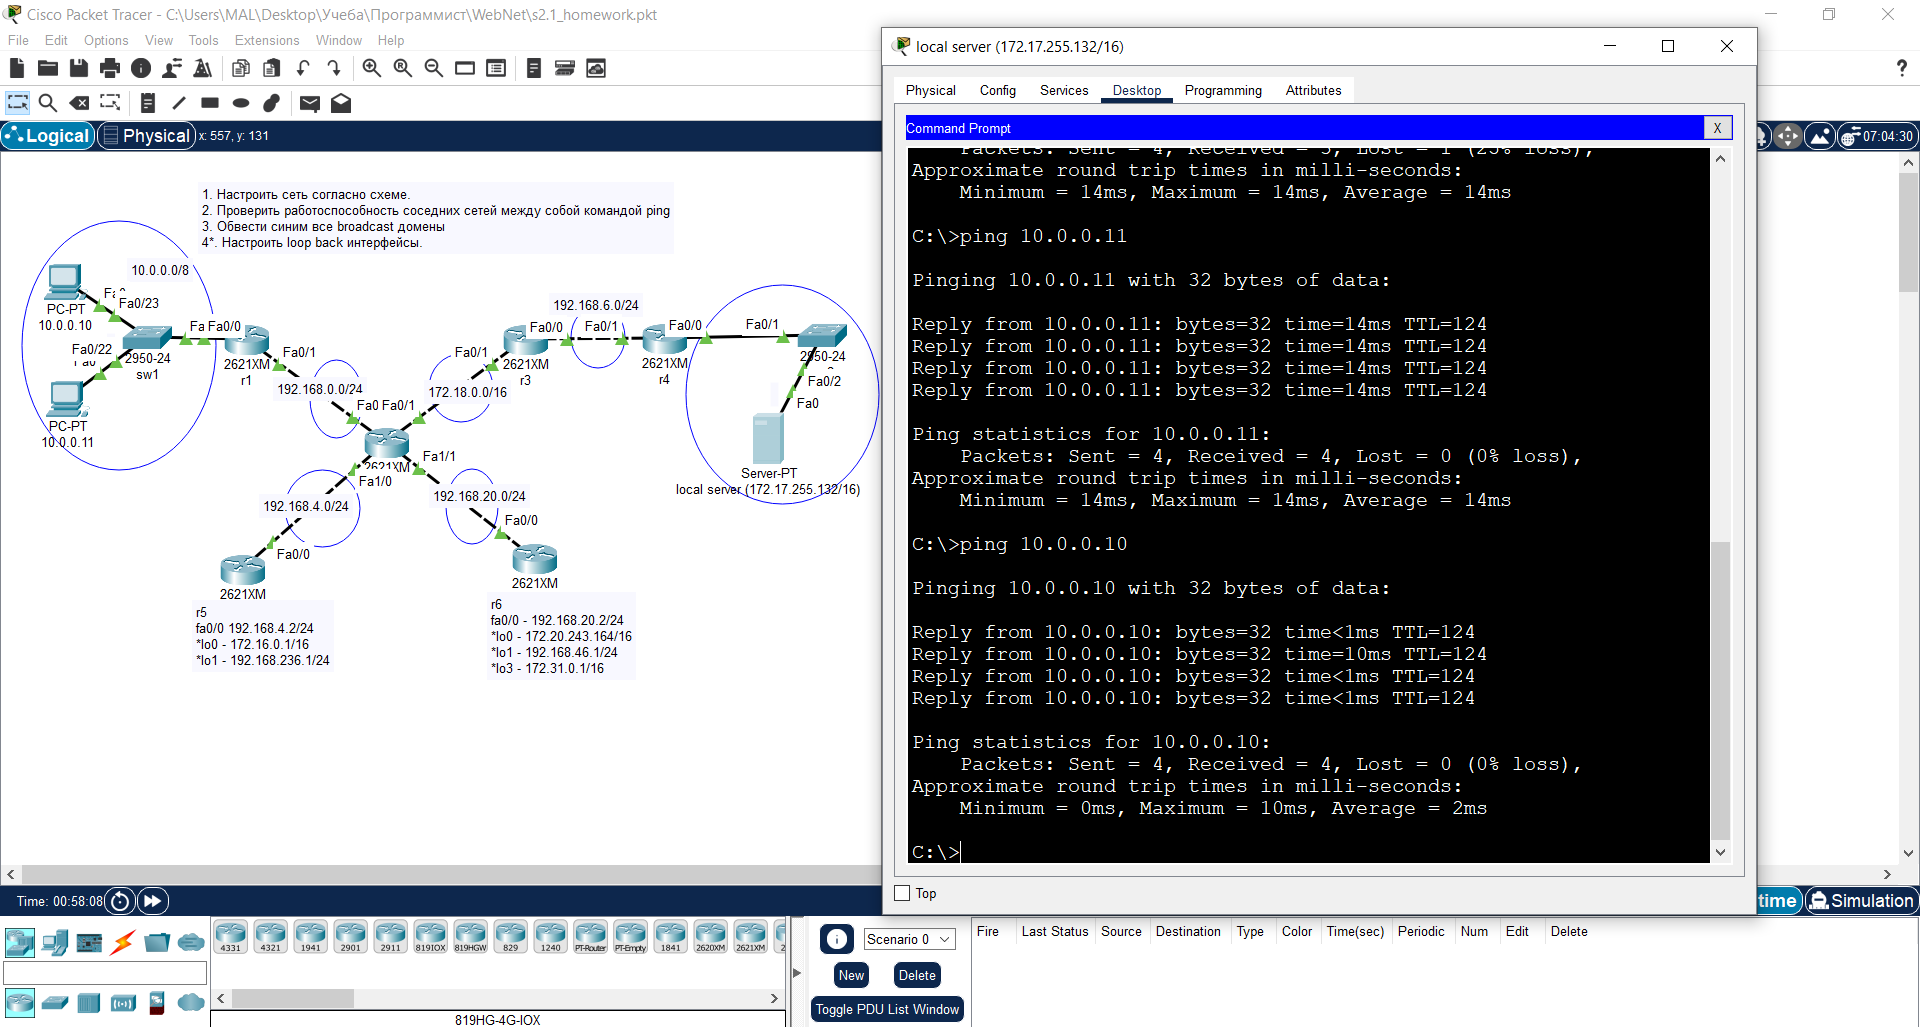 Cisco Packet Tracer - C:\Users\MAL\Desktop\Учеба\Программист\WebNet\s2.1_homework.pkt
File Edit Options View Tools Extensions Window Help
?
Logical Physical x: 557, y: 131
07:04:30
1. Настроить сеть согласно схеме.
2. Проверить работоспособность соседних сетей между собой командой ping
3. Обвести синим все broadcast домены
4*. Настроить loop back интерфейсы.
10.0.0.0/8
Fa0/23
PC-PT
10.0.0.10
Fa0/22
2950-24
sw1
PC-PT
10.0.0.11
Fa Fa0/0
2621XM
r1
Fa0/1
192.168.0.0/24
Fa0 Fa0/1
2621XM
Fa1/1
Fa1/0
172.18.0.0/16
Fa0/1
Fa0/0
2621XM
r3
192.168.6.0/24
Fa0/1
Fa0/0
2621XM
r4
Fa0/1
2950-24
Fa0/2
Fa0
Server-PT
local server (172.17.255.132/16)
192.168.4.0/24
Fa0/0
2621XM
r5
fa0/0 192.168.4.2/24
*lo0 - 172.16.0.1/16
*lo1 - 192.168.236.1/24
192.168.20.0/24
Fa0/0
2621XM
r6
fa0/0 - 192.168.20.2/24
*lo0 - 172.20.243.164/16
*lo1 - 192.168.46.1/24
*lo3 - 172.31.0.1/16
local server (172.17.255.132/16)
Physical Config Services Desktop Programming Attributes
Command Prompt X
Packets: Sent = 4, Received = 3, Lost = 1 (25% loss),
Approximate round trip times in milli-seconds:
Minimum = 14ms, Maximum = 14ms, Average = 14ms
C:\>ping 10.0.0.11
Pinging 10.0.0.11 with 32 bytes of data:
Reply from 10.0.0.11: bytes=32 time=14ms TTL=124
Reply from 10.0.0.11: bytes=32 time=14ms TTL=124
Reply from 10.0.0.11: bytes=32 time=14ms TTL=124
Reply from 10.0.0.11: bytes=32 time=14ms TTL=124
Ping statistics for 10.0.0.11:
Packets: Sent = 4, Received = 4, Lost = 0 (0% loss),
Approximate round trip times in milli-seconds:
Minimum = 14ms, Maximum = 14ms, Average = 14ms
C:\>ping 10.0.0.10
Pinging 10.0.0.10 with 32 bytes of data:
Reply from 10.0.0.10: bytes=32 time<1ms TTL=124
Reply from 10.0.0.10: bytes=32 time=10ms TTL=124
Reply from 10.0.0.10: bytes=32 time<1ms TTL=124
Reply from 10.0.0.10: bytes=32 time<1ms TTL=124
Ping statistics for 10.0.0.10:
Packets: Sent = 4, Received = 4, Lost = 0 (0% loss),
Approximate round trip times in milli-seconds:
Minimum = 0ms, Maximum = 10ms, Average = 2ms
C:\>
Top
Time: 00:58:08
time Simulation
4331 4321 1941 2901 2911 819IOX 819HGW 829 1240 PT-Router PT-Empty 1841 2620XM 2621XM 2
819HG-4G-IOX
Scenario 0
New Delete
Toggle PDU List Window
Fire Last Status Source Destination Type Color Time(sec) Periodic Num Edit Delete